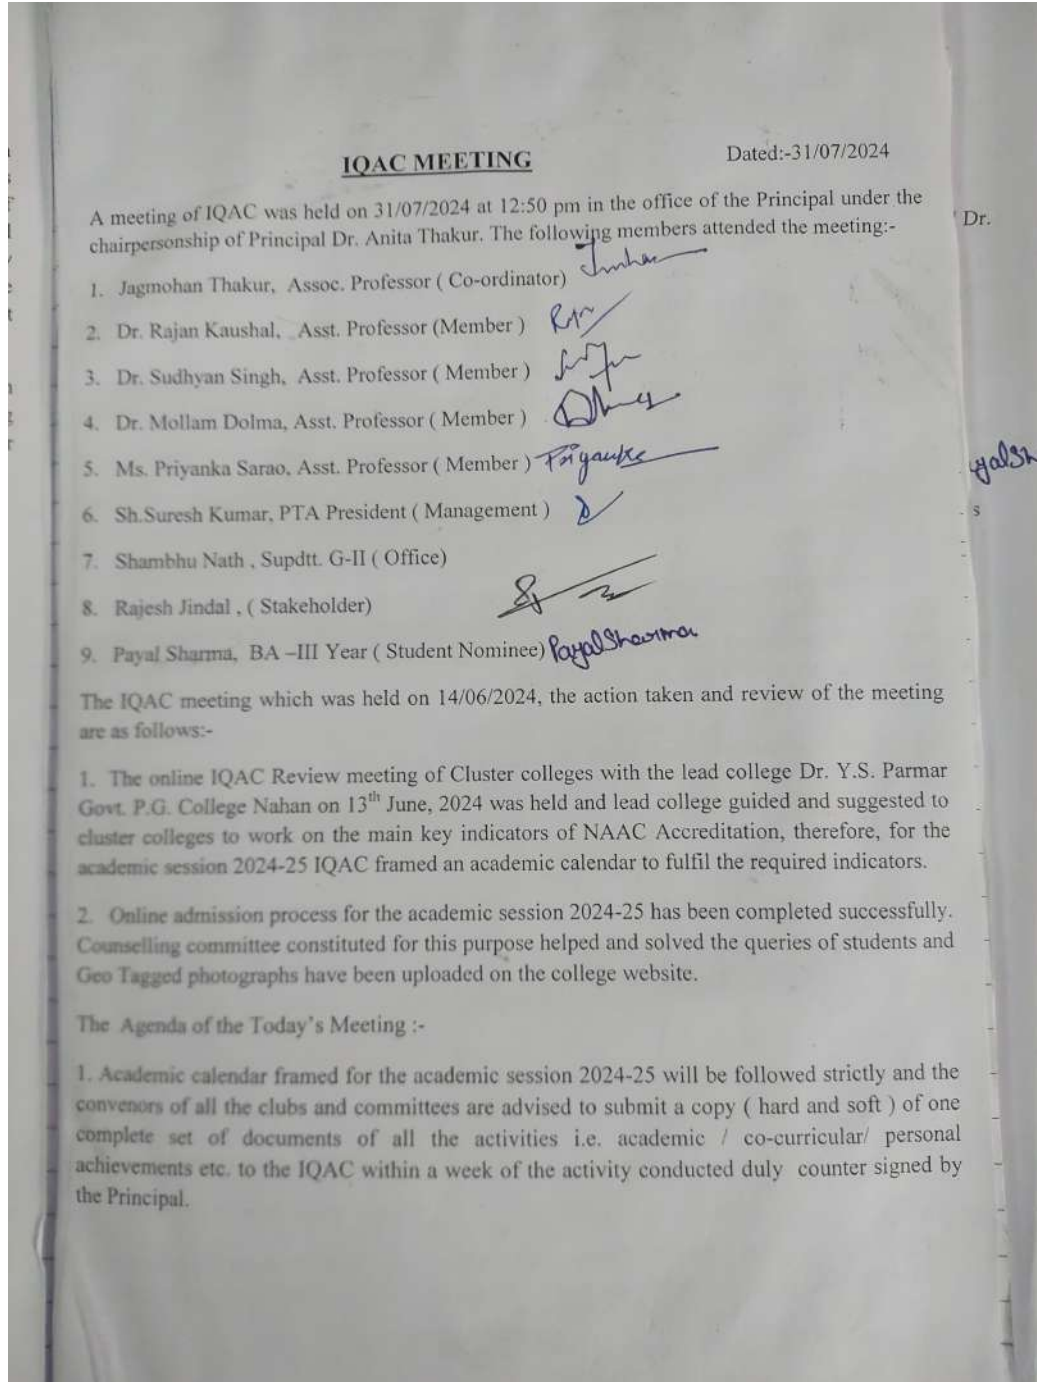 IQAC MEETING Dated:-31/07/2024
A meeting of IQAC was held on 31/07/2024 at 12:50 pm in the office of the Principal under the
chairpersonship of Principal Dr. Anita Thakur. The following members attended the meeting:-
1. Jagmohan Thakur, Assoc. Professor ( Co-ordinator)
2. Dr. Rajan Kaushal, Asst. Professor (Member )
3. Dr. Sudhyan Singh, Asst. Professor ( Member )
4. Dr. Mollam Dolma, Asst. Professor ( Member )
5. Ms. Priyanka Sarao, Asst. Professor ( Member ) Priyanka
6. Sh.Suresh Kumar, PTA President ( Management )
7. Shambhu Nath , Supdtt. G-II ( Office)
8. Rajesh Jindal , ( Stakeholder)
9. Payal Sharma, BA –III Year ( Student Nominee) Payal Sharma
The IQAC meeting which was held on 14/06/2024, the action taken and review of the meeting
are as follows:-
1. The online IQAC Review meeting of Cluster colleges with the lead college Dr. Y.S. Parmar
Govt. P.G. College Nahan on 13th June, 2024 was held and lead college guided and suggested to
cluster colleges to work on the main key indicators of NAAC Accreditation, therefore, for the
academic session 2024-25 IQAC framed an academic calendar to fulfil the required indicators.
2. Online admission process for the academic session 2024-25 has been completed successfully.
Counselling committee constituted for this purpose helped and solved the queries of students and
Geo Tagged photographs have been uploaded on the college website.
The Agenda of the Today's Meeting :-
1. Academic calendar framed for the academic session 2024-25 will be followed strictly and the
convenors of all the clubs and committees are advised to submit a copy ( hard and soft ) of one
complete set of documents of all the activities i.e. academic / co-curricular/ personal
achievements etc. to the IQAC within a week of the activity conducted duly counter signed by
the Principal.
Dr.
s